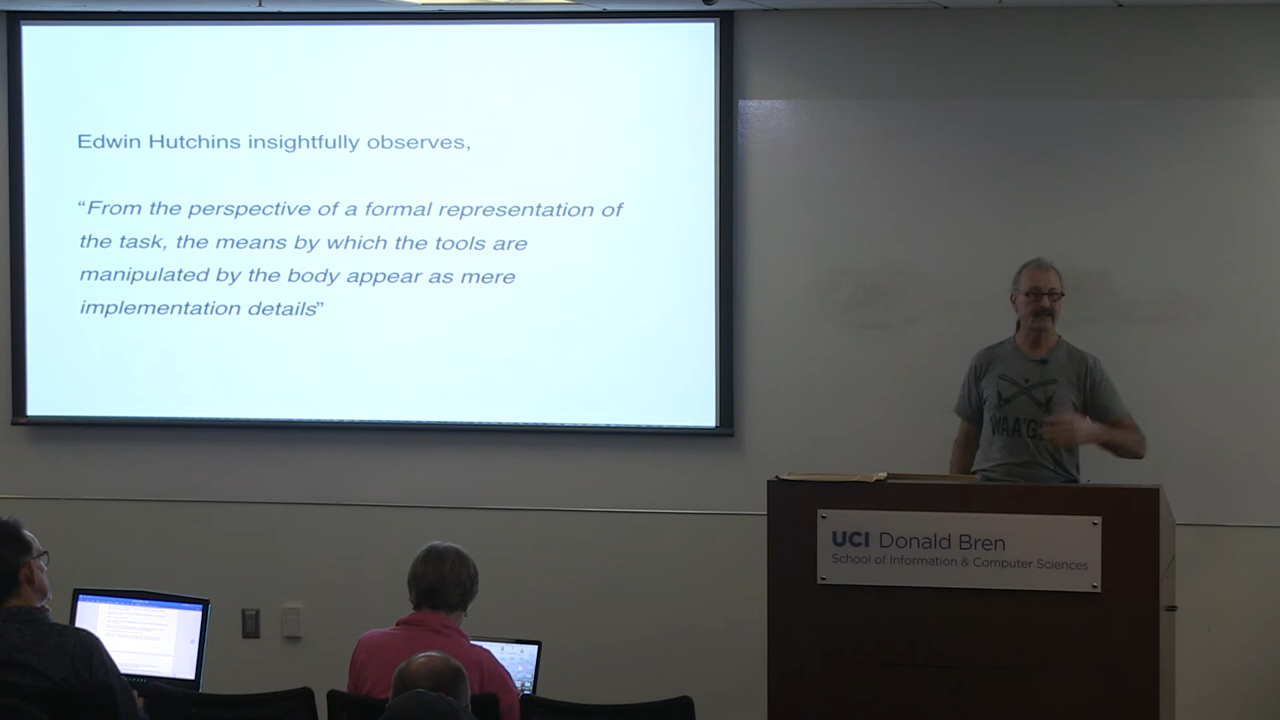 Edwin Hutchins insightfully observes,
“From the perspective of a formal representation of
the task, the means by which the tools are
manipulated by the body appear as mere
implementation details”
UCI Donald Bren
School of Information & Computer Sciences